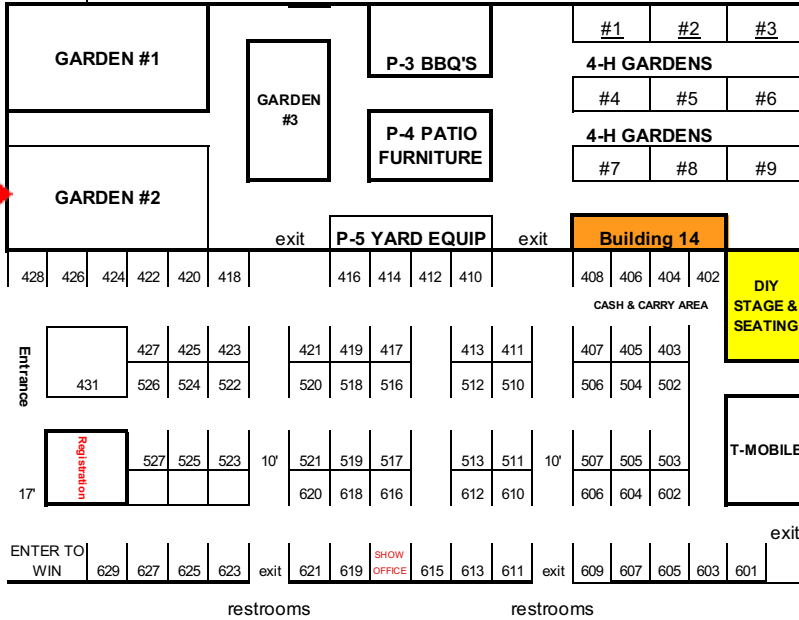 #1 #2 #3
GARDEN #1
P-3 BBQ'S
4-H GARDENS
GARDEN
#3
#4 #5 #6
P-4 PATIO
FURNITURE
4-H GARDENS
#7 #8 #9
GARDEN #2
exit P-5 YARD EQUIP exit Building 14
428 426 424 422 420 418 416 414 412 410 408 406 404 402
DIY
STAGE &
SEATING
CASH & CARRY AREA
Entrance
427 425 423 421 419 417 413 411 407 405 403
431 526 524 522 520 518 516 512 510 506 504 502
Registration
T-MOBILE
527 525 523 10' 521 519 517 513 511 10' 507 505 503
17' 620 618 616 612 610 606 604 602
exit
ENTER TO
WIN
629 627 625 623 exit 621 619
SHOW
OFFICE
615 613 611 exit 609 607 605 603 601
restrooms restrooms